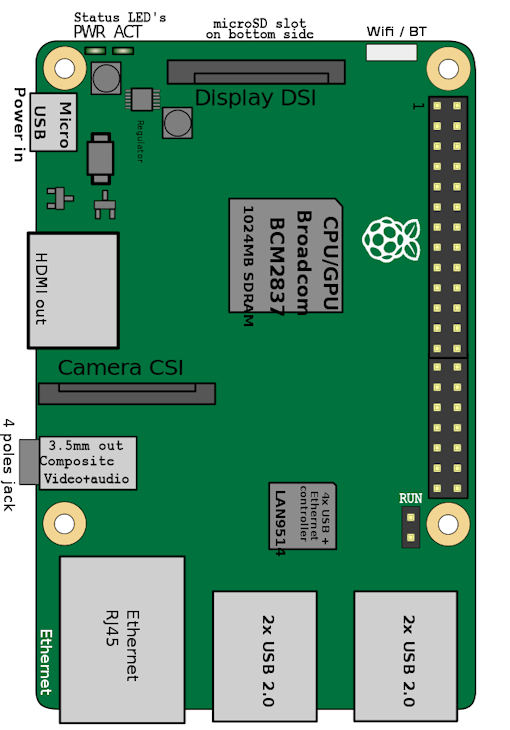 Status LED's
PWR ACT
microSD slot
on bottom side
Wifi / BT
Display DSI
1
Micro
USB
Power in
Regulator
CPU/GPU
Broadcom
BCM2837
1024MB SDRAM
HDMI out
Camera CSI
3.5mm out
Composite
Video+audio
4 poles jack
4x USB +
Ethernet
controller
LAN9514
RUN
Ethernet
Ethernet
RJ45
2x USB 2.0
2x USB 2.0